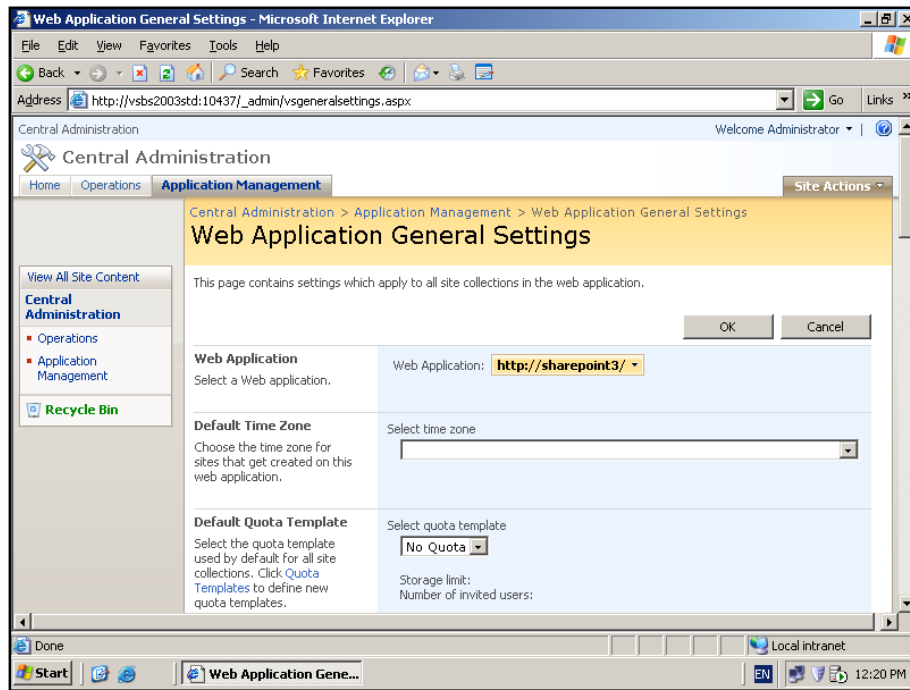 Web Application General Settings - Microsoft Internet Explorer
File Edit View Favorites Tools Help
Back Search Favorites
Address http://vsbs2003std:10437/_admin/vsgeneralsettings.aspx Go Links »
Central Administration Welcome Administrator
Central Administration
Home Operations Application Management Site Actions
Central Administration > Application Management > Web Application General Settings
Web Application General Settings
View All Site Content
Central
Administration
Operations
Application
Management
Recycle Bin
This page contains settings which apply to all site collections in the web application.
OK Cancel
Web Application
Select a Web application.
Web Application: http://sharepoint3/
Default Time Zone
Choose the time zone for
sites that get created on this
web application.
Select time zone
Default Quota Template
Select the quota template
used by default for all site
collections. Click Quota
Templates to define new
quota templates.
Select quota template
No Quota
Storage limit:
Number of invited users:
Done Local intranet
Start Web Application Gene... EN 12:20 PM